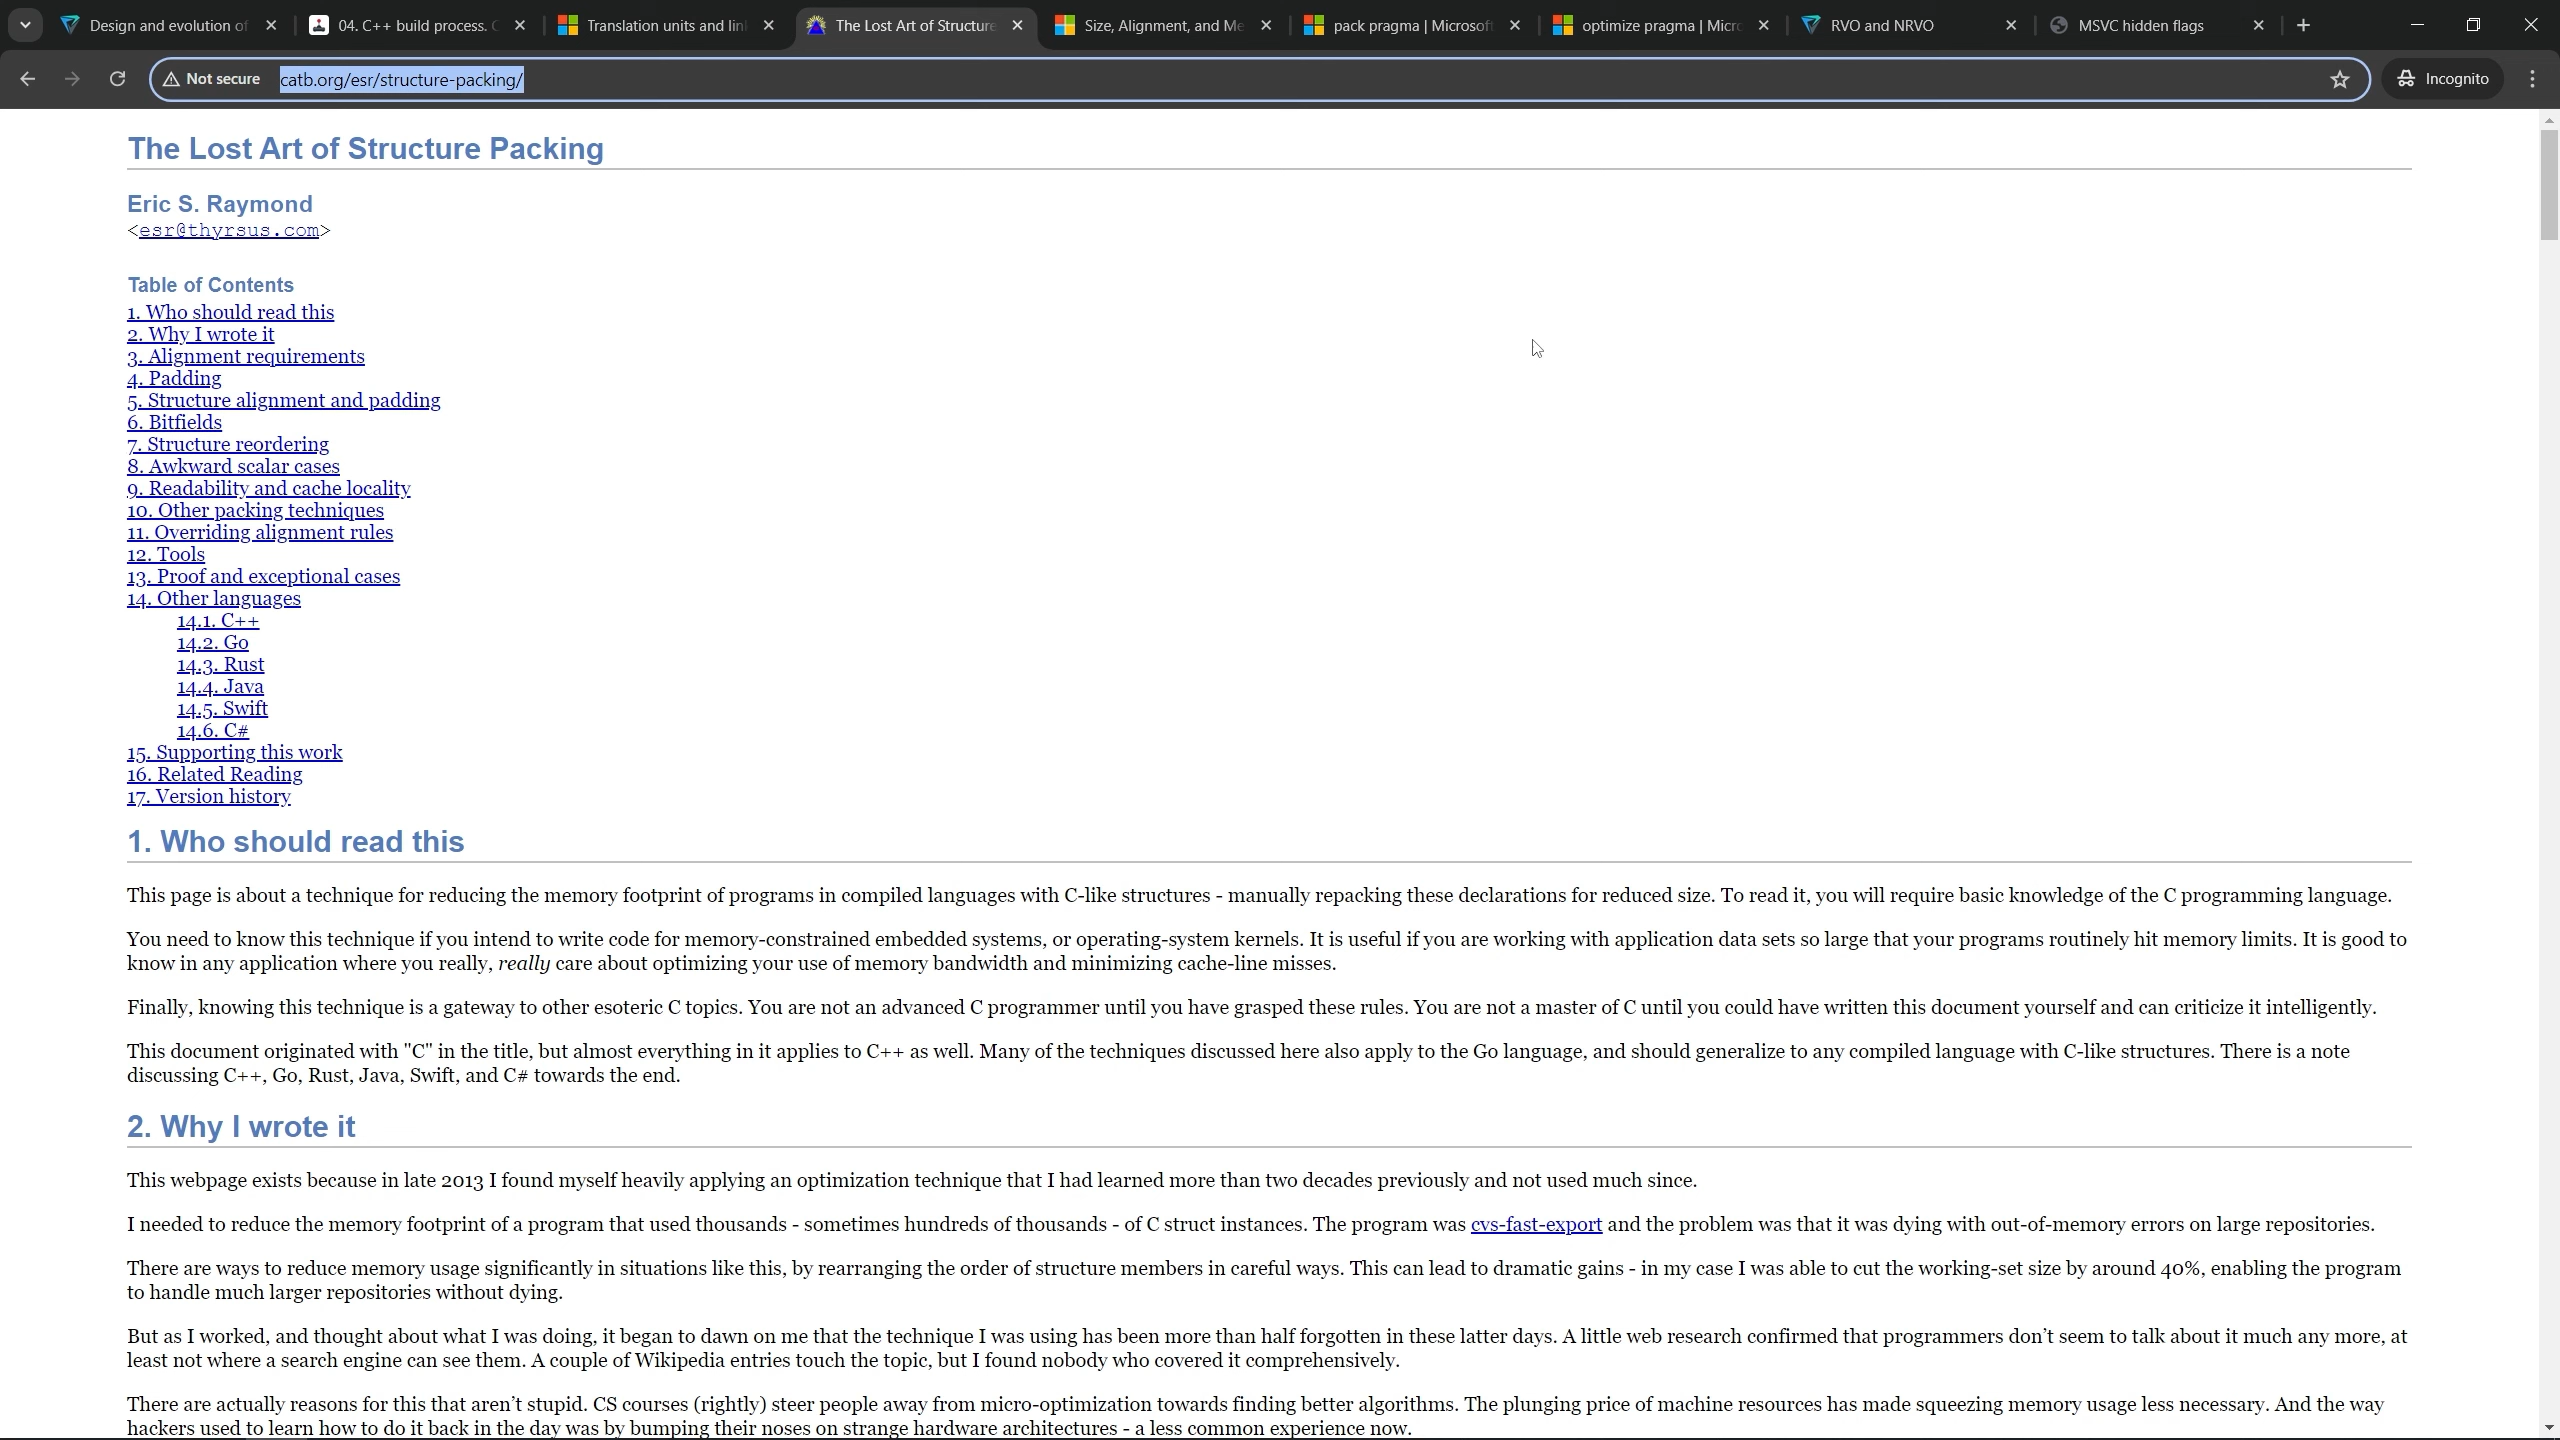 Design and evolution of
04. C++ build process.
Translation units and lin
The Lost Art of Structure
Size, Alignment, and Me
pack pragma | Microsof
optimize pragma | Micr
RVO and NRVO
MSVC hidden flags
Not secure
catb.org/esr/structure-packing/
Incognito
The Lost Art of Structure Packing
Eric S. Raymond
<esr@thyrsus.com>
Table of Contents
1. Who should read this
2. Why I wrote it
3. Alignment requirements
4. Padding
5. Structure alignment and padding
6. Bitfields
7. Structure reordering
8. Awkward scalar cases
9. Readability and cache locality
10. Other packing techniques
11. Overriding alignment rules
12. Tools
13. Proof and exceptional cases
14. Other languages
14.1. C++
14.2. Go
14.3. Rust
14.4. Java
14.5. Swift
14.6. C#
15. Supporting this work
16. Related Reading
17. Version history
1. Who should read this
This page is about a technique for reducing the memory footprint of programs in compiled languages with C-like structures - manually repacking these declarations for reduced size. To read it, you will require basic knowledge of the C programming language.
You need to know this technique if you intend to write code for memory-constrained embedded systems, or operating-system kernels. It is useful if you are working with application data sets so large that your programs routinely hit memory limits. It is good to
know in any application where you really, really care about optimizing your use of memory bandwidth and minimizing cache-line misses.
Finally, knowing this technique is a gateway to other esoteric C topics. You are not an advanced C programmer until you have grasped these rules. You are not a master of C until you could have written this document yourself and can criticize it intelligently.
This document originated with "C" in the title, but almost everything in it applies to C++ as well. Many of the techniques discussed here also apply to the Go language, and should generalize to any compiled language with C-like structures. There is a note
discussing C++, Go, Rust, Java, Swift, and C# towards the end.
2. Why I wrote it
This webpage exists because in late 2013 I found myself heavily applying an optimization technique that I had learned more than two decades previously and not used much since.
I needed to reduce the memory footprint of a program that used thousands - sometimes hundreds of thousands - of C struct instances. The program was cvs-fast-export and the problem was that it was dying with out-of-memory errors on large repositories.
There are ways to reduce memory usage significantly in situations like this, by rearranging the order of structure members in careful ways. This can lead to dramatic gains - in my case I was able to cut the working-set size by around 40%, enabling the program
to handle much larger repositories without dying.
But as I worked, and thought about what I was doing, it began to dawn on me that the technique I was using has been more than half forgotten in these latter days. A little web research confirmed that programmers don’t seem to talk about it much any more, at
least not where a search engine can see them. A couple of Wikipedia entries touch the topic, but I found nobody who covered it comprehensively.
There are actually reasons for this that aren’t stupid. CS courses (rightly) steer people away from micro-optimization towards finding better algorithms. The plunging price of machine resources has made squeezing memory usage less necessary. And the way
hackers used to learn how to do it back in the day was by bumping their noses on strange hardware architectures - a less common experience now.